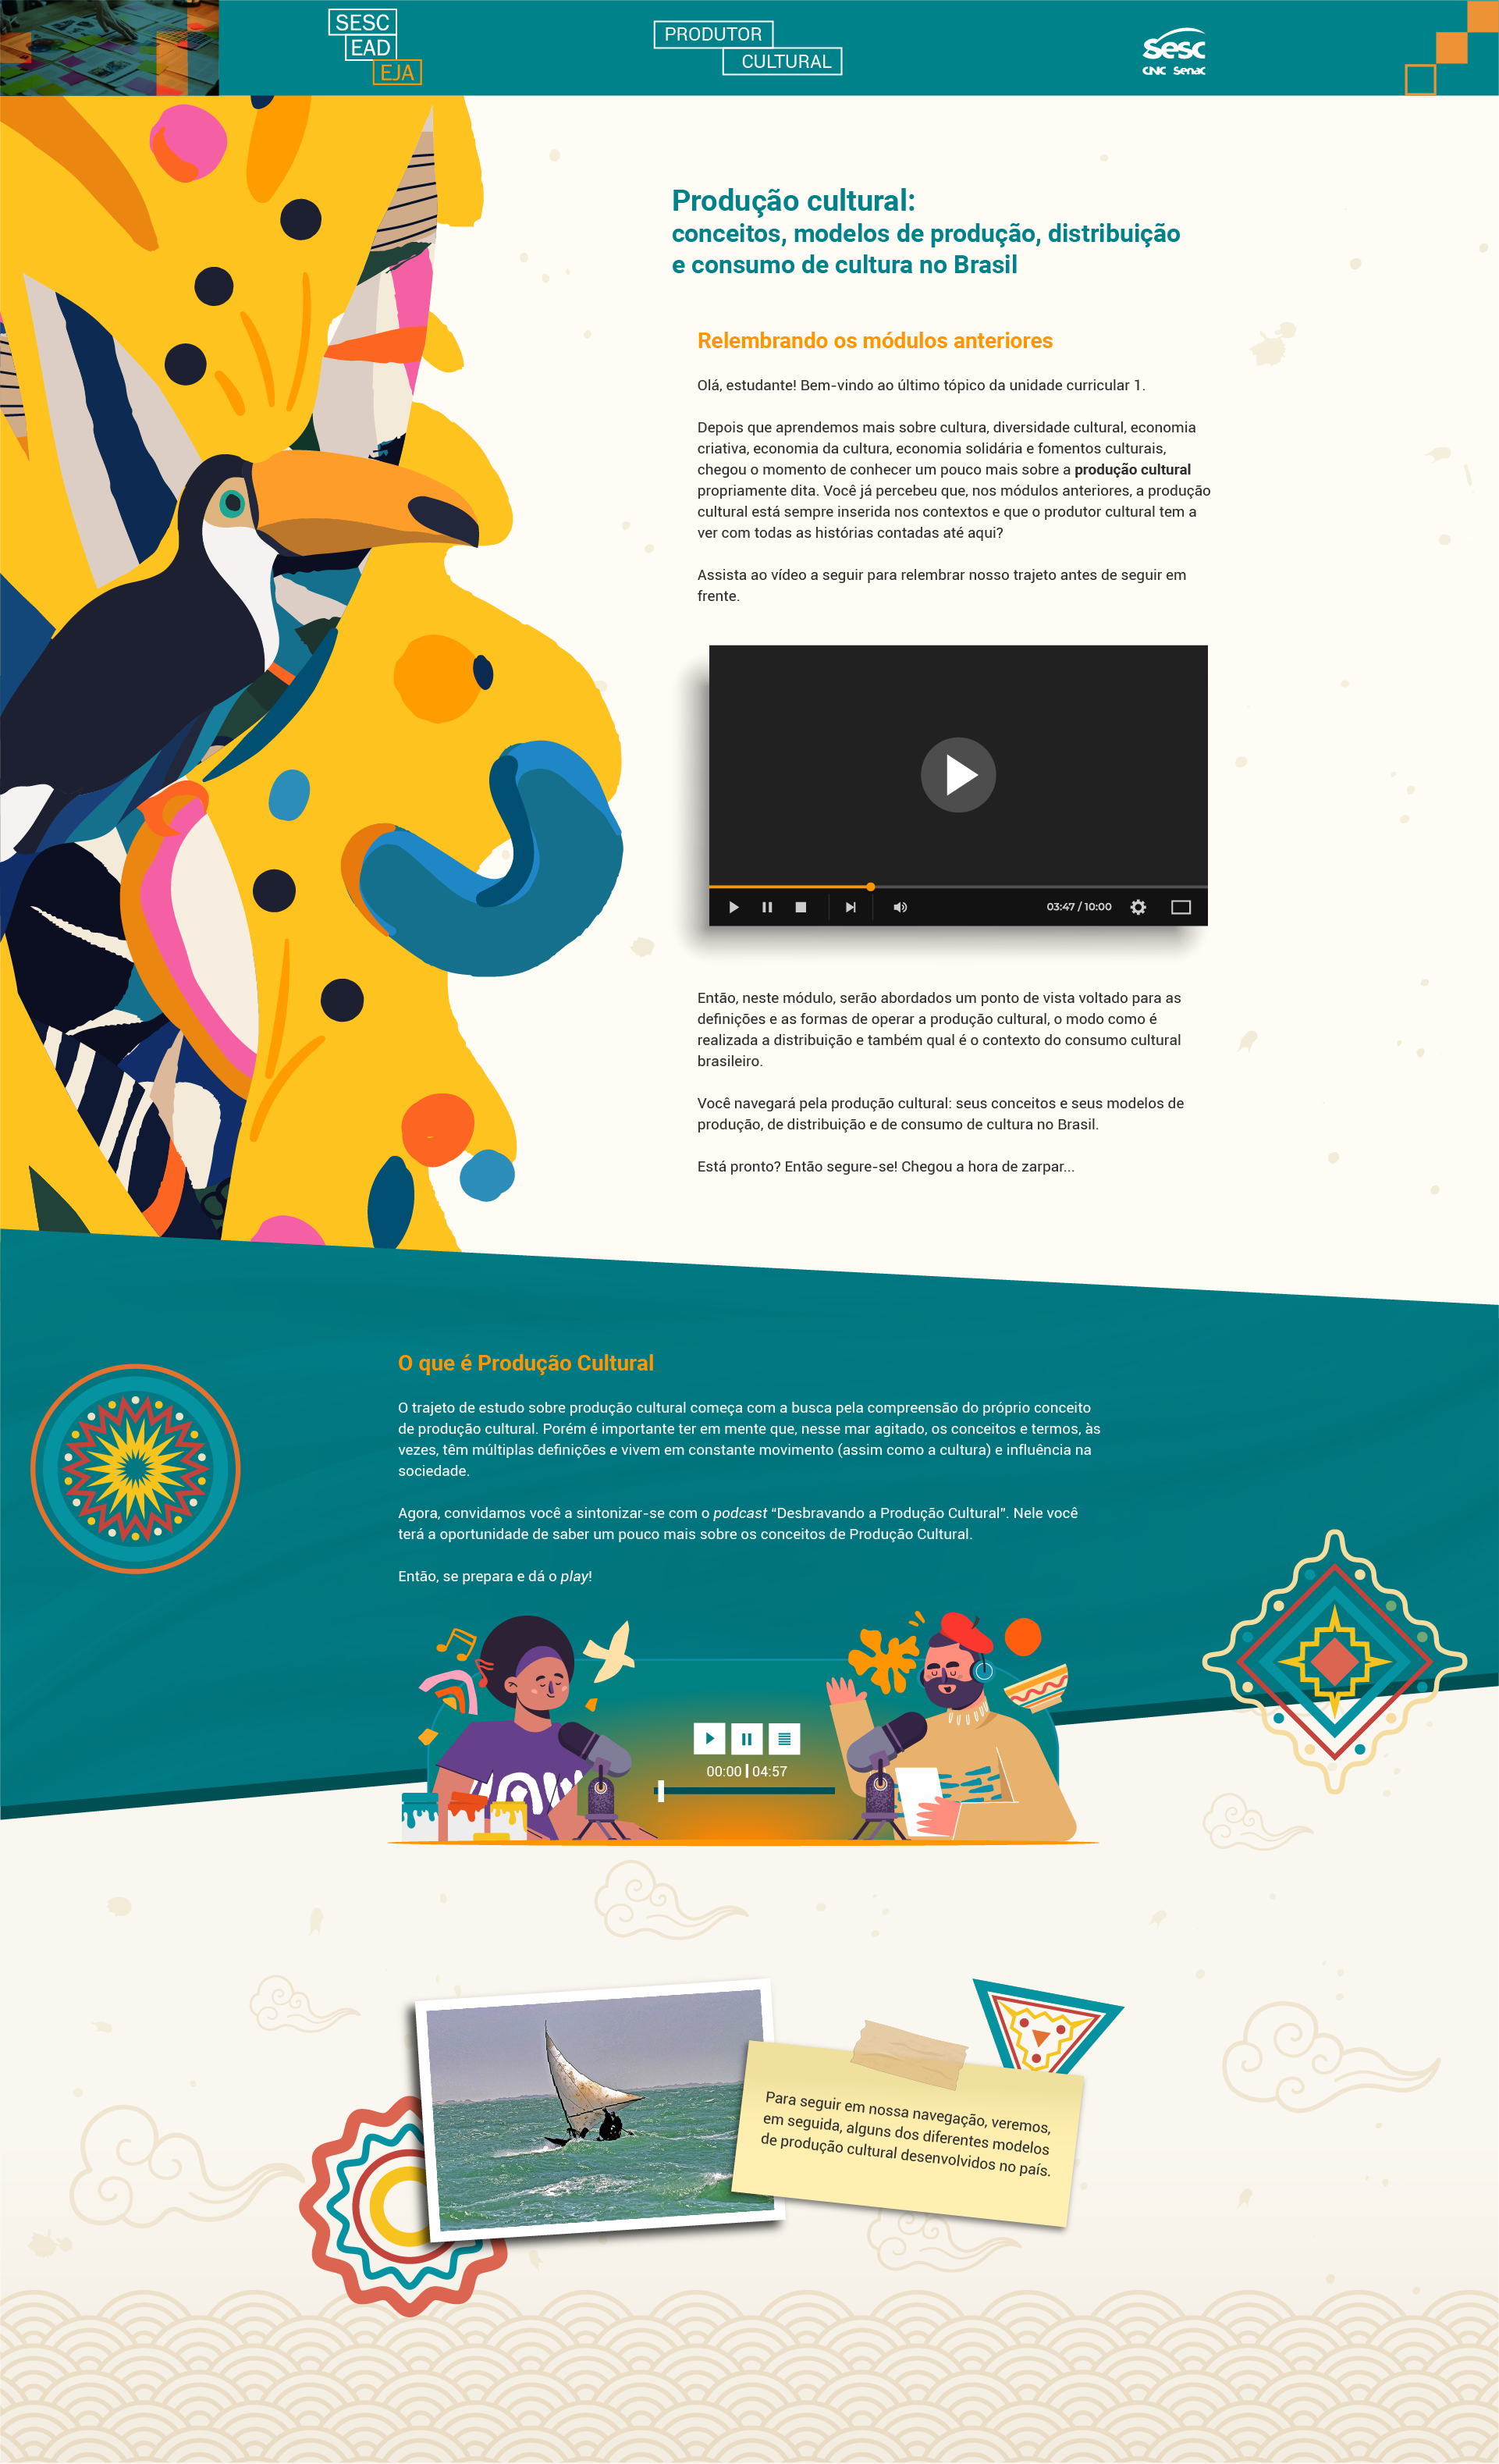 SESC
EAD
EJA
PRODUTOR
CULTURAL
Sesc
CNC Senac
Produção cultural:
conceitos, modelos de produção, distribuição
e consumo de cultura no Brasil
Relembrando os módulos anteriores
Olá, estudante! Bem-vindo ao último tópico da unidade curricular 1.
Depois que aprendemos mais sobre cultura, diversidade cultural, economia
criativa, economia da cultura, economia solidária e fomentos culturais,
chegou o momento de conhecer um pouco mais sobre a produção cultural
propriamente dita. Você já percebeu que, nos módulos anteriores, a produção
cultural está sempre inserida nos contextos e que o produtor cultural tem a
ver com todas as histórias contadas até aqui?
Assista ao vídeo a seguir para relembrar nosso trajeto antes de seguir em
frente.
03:47 / 10:00
Então, neste módulo, serão abordados um ponto de vista voltado para as
definições e as formas de operar a produção cultural, o modo como é
realizada a distribuição e também qual é o contexto do consumo cultural
brasileiro.
Você navegará pela produção cultural: seus conceitos e seus modelos de
produção, de distribuição e de consumo de cultura no Brasil.
Está pronto? Então segure-se! Chegou a hora de zarpar...
O que é Produção Cultural
O trajeto de estudo sobre produção cultural começa com a busca pela compreensão do próprio conceito
de produção cultural. Porém é importante ter em mente que, nesse mar agitado, os conceitos e termos, às
vezes, têm múltiplas definições e vivem em constante movimento (assim como a cultura) e influência na
sociedade.
Agora, convidamos você a sintonizar-se com o podcast “Desbravando a Produção Cultural”. Nele você
terá a oportunidade de saber um pouco mais sobre os conceitos de Produção Cultural.
Então, se prepara e dá o play!
00:00 | 04:57
Para seguir em nossa navegação, veremos,
em seguida, alguns dos diferentes modelos
de produção cultural desenvolvidos no país.